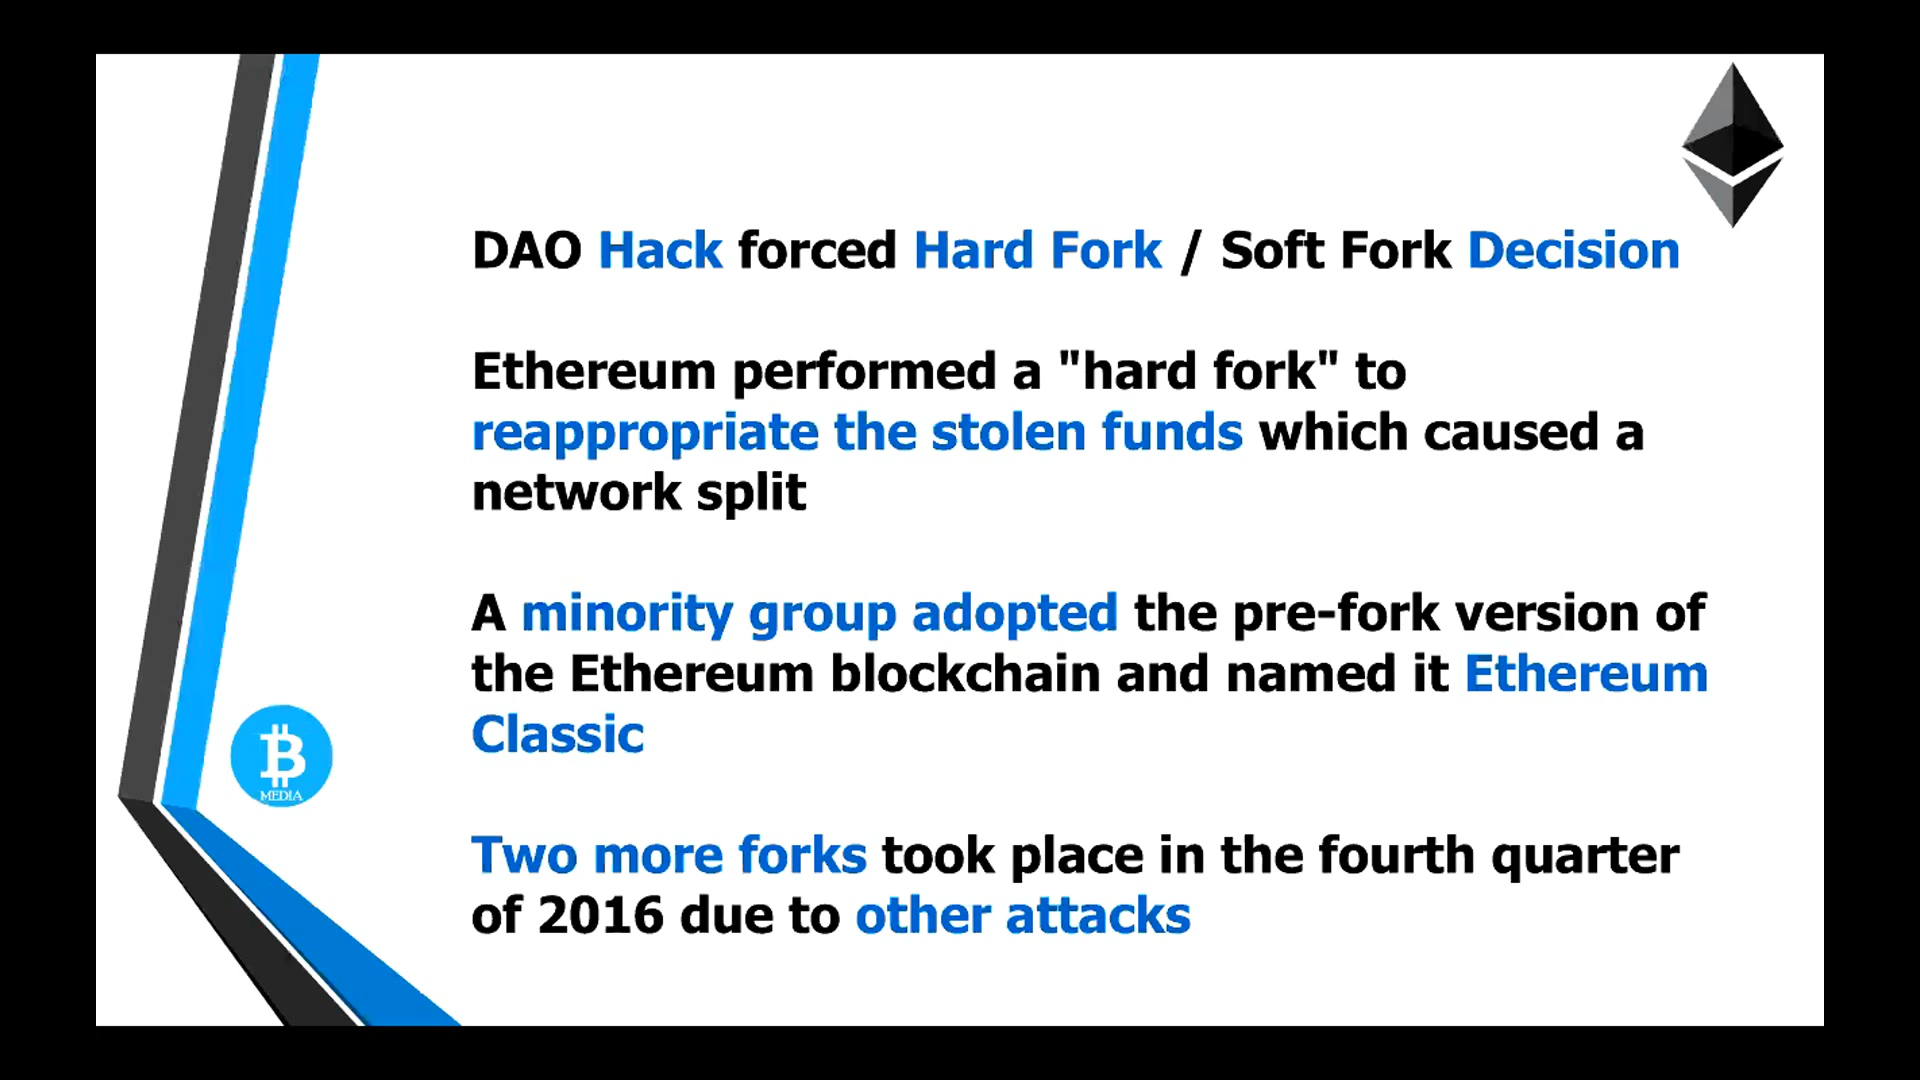 DAO Hack forced Hard Fork / Soft Fork Decision
Ethereum performed a "hard fork" to
reappropriate the stolen funds which caused a
network split
A minority group adopted the pre-fork version of
the Ethereum blockchain and named it Ethereum
Classic
MEDIA
Two more forks took place in the fourth quarter
of 2016 due to other attacks